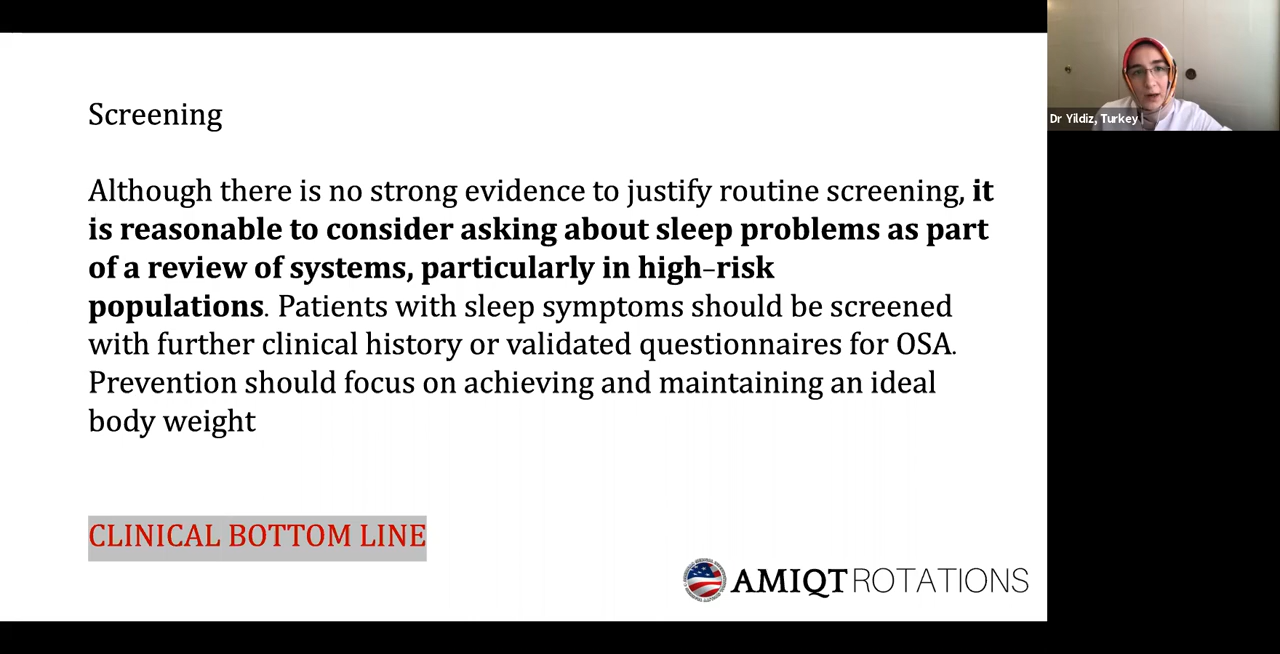 Screening
Although there is no strong evidence to justify routine screening, it
is reasonable to consider asking about sleep problems as part
of a review of systems, particularly in high–risk
populations. Patients with sleep symptoms should be screened
with further clinical history or validated questionnaires for OSA.
Prevention should focus on achieving and maintaining an ideal
body weight
CLINICAL BOTTOM LINE
AMIQT ROTATIONS
Dr Yildiz, Turkey